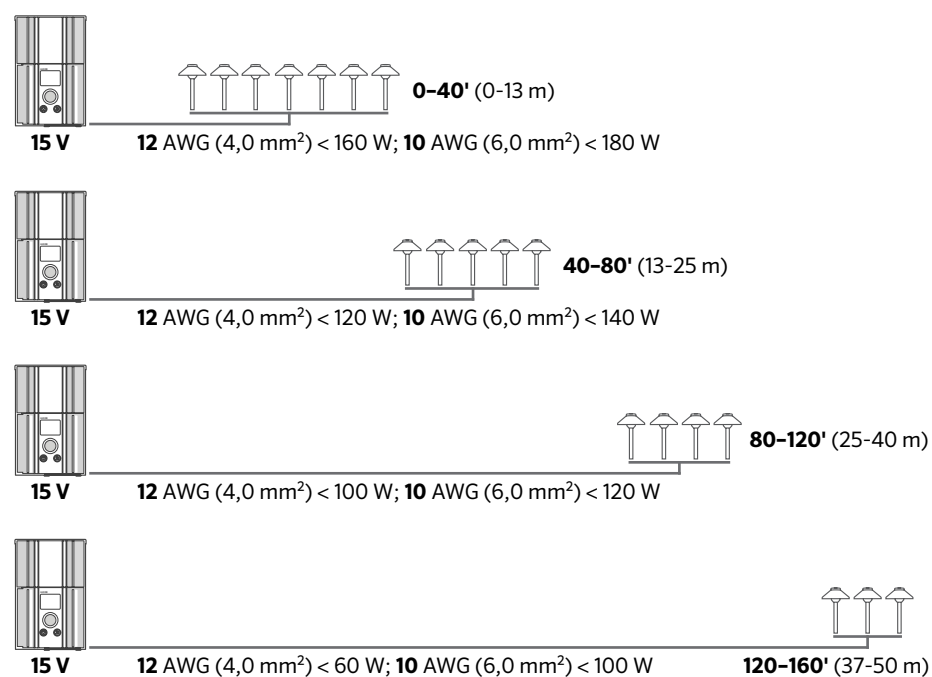 0–40' (0-13 m)
15 V 12 AWG (4,0 mm²) < 160 W; 10 AWG (6,0 mm²) < 180 W
40–80' (13-25 m)
15 V 12 AWG (4,0 mm²) < 120 W; 10 AWG (6,0 mm²) < 140 W
80–120' (25-40 m)
15 V 12 AWG (4,0 mm²) < 100 W; 10 AWG (6,0 mm²) < 120 W
15 V 12 AWG (4,0 mm²) < 60 W; 10 AWG (6,0 mm²) < 100 W 120–160' (37-50 m)